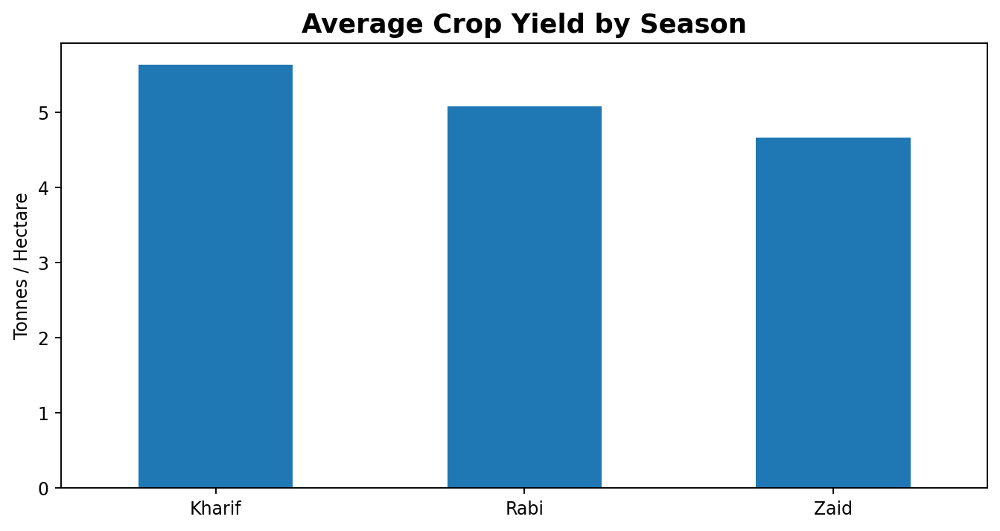 Average Crop Yield by Season
Tonnes / Hectare
5
4
3
2
1
0
Kharif
Rabi
Zaid